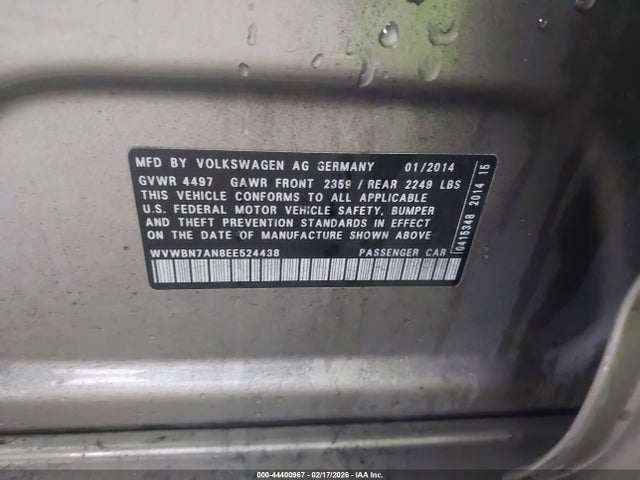 MFD BY VOLKSWAGEN AG GERMANY 01/2014
GVWR 4497 GAWR FRONT 2359 / REAR 2249 LBS
THIS VEHICLE CONFORMS TO ALL APPLICABLE
U.S. FEDERAL MOTOR VEHICLE SAFETY, BUMPER
AND THEFT PREVENTION STANDARDS IN EFFECT
ON THE DATE OF MANUFACTURE SHOWN ABOVE.
WVWBN7AN8EE524438 PASSENGER CAR
0416348 2014 15
000-44400967 - 02/17/2026 - IAA Inc.